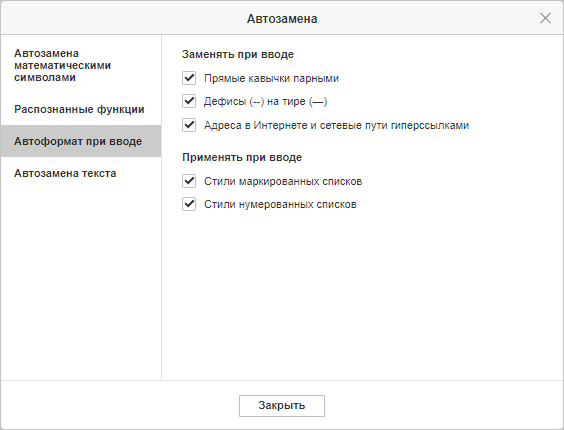 Автозамена
Автозамена
математическими
символами
Распознанные функции
Автоформат при вводе
Автозамена текста
Заменять при вводе
Прямые кавычки парными
Дефисы (--) на тире (—)
Адреса в Интернете и сетевые пути гиперссылками
Применять при вводе
Стили маркированных списков
Стили нумерованных списков
Закрыть